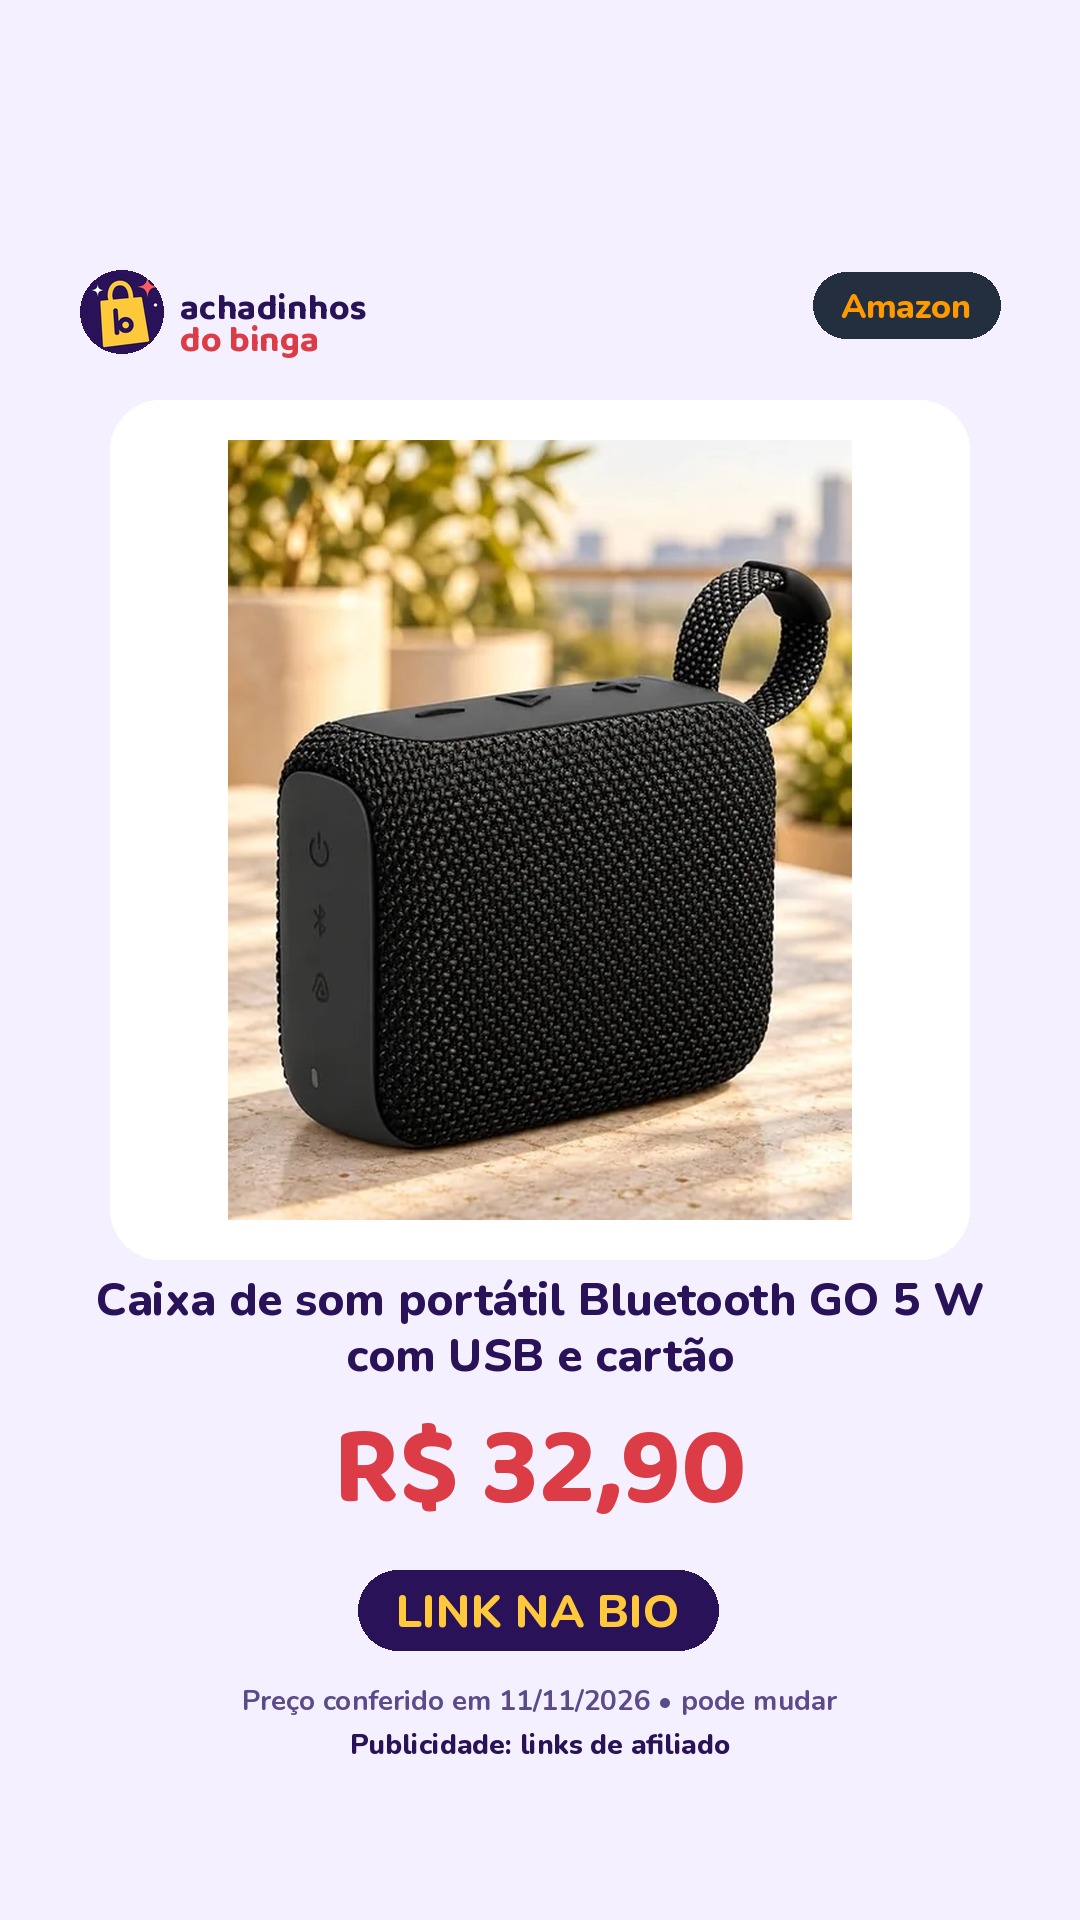 b
achadinhos
do binga
Amazon
Caixa de som portátil Bluetooth GO 5 W
com USB e cartão
R$ 32,90
LINK NA BIO
Preço conferido em 11/11/2026 • pode mudar
Publicidade: links de afiliado